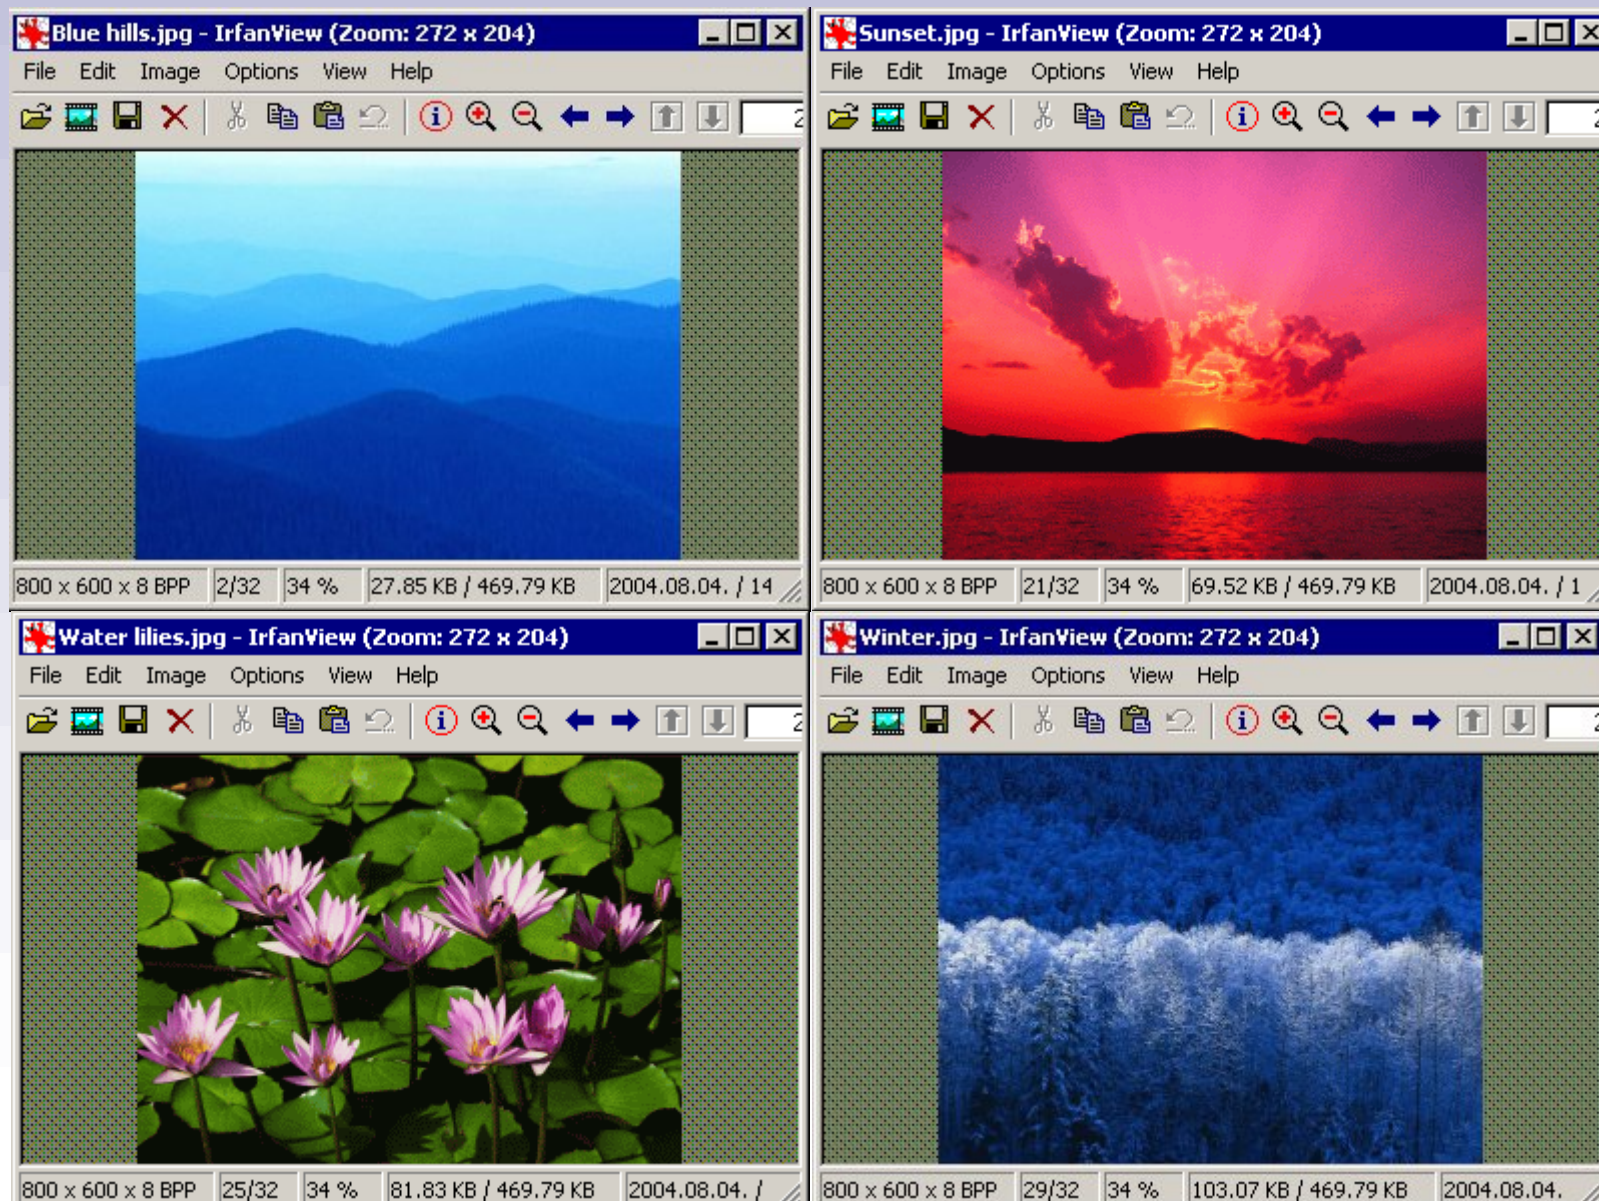 Blue hills.jpg - IrfanView (Zoom: 272 x 204)
File Edit Image Options View Help
2
800 x 600 x 8 BPP 2/32 34 % 27.85 KB / 469.79 KB 2004.08.04. / 14
Sunset.jpg - IrfanView (Zoom: 272 x 204)
File Edit Image Options View Help
2
800 x 600 x 8 BPP 21/32 34 % 69.52 KB / 469.79 KB 2004.08.04. / 1
Water lilies.jpg - IrfanView (Zoom: 272 x 204)
File Edit Image Options View Help
2
800 x 600 x 8 BPP 25/32 34 % 81.83 KB / 469.79 KB 2004.08.04. /
Winter.jpg - IrfanView (Zoom: 272 x 204)
File Edit Image Options View Help
2
800 x 600 x 8 BPP 29/32 34 % 103.07 KB / 469.79 KB 2004.08.04.